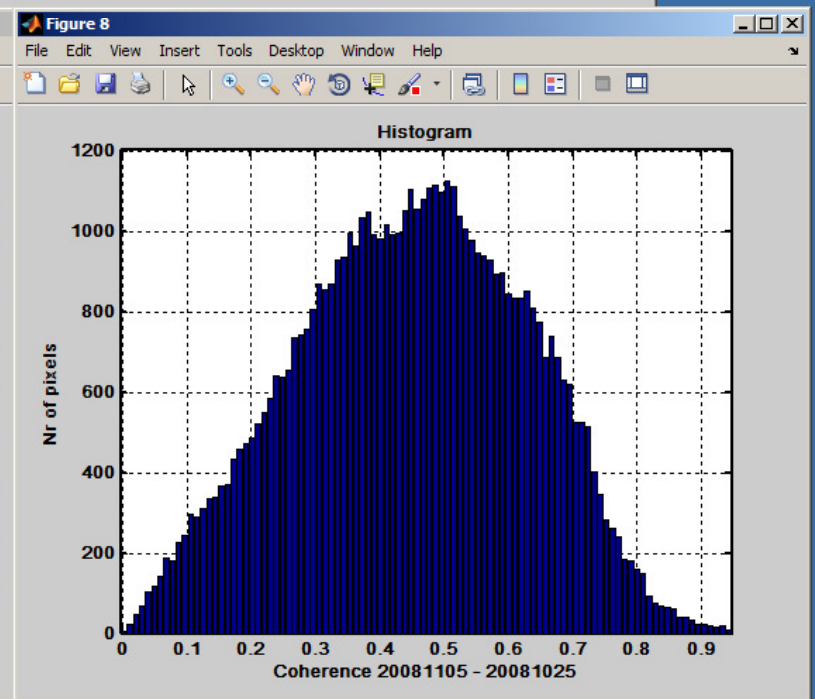 Figure 8
File Edit View Insert Tools Desktop Window Help
Histogram
1200
1000
800
600
400
200
0
Nr of pixels
0 0.1 0.2 0.3 0.4 0.5 0.6 0.7 0.8 0.9
Coherence 20081105 - 20081025